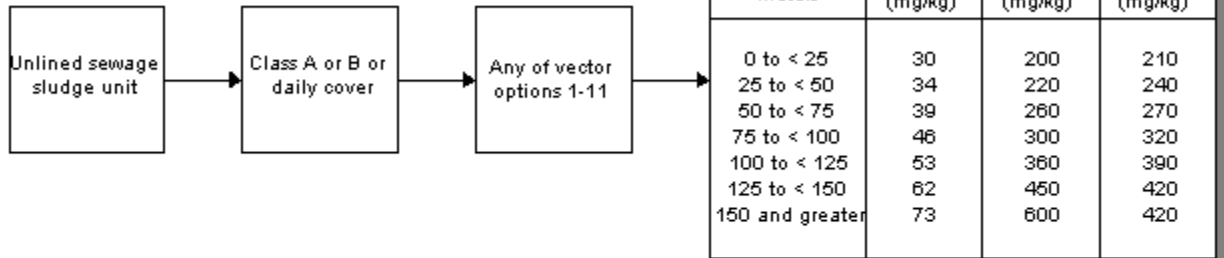 (mg/kg) (mg/kg) (mg/kg)
Unlined sewage
sludge unit
Class A or B or
daily cover
Any of vector
options 1-11
0 to < 25 30 200 210
25 to < 50 34 220 240
50 to < 75 39 260 270
75 to < 100 46 300 320
100 to < 125 53 360 390
125 to < 150 62 450 420
150 and greater 73 600 420